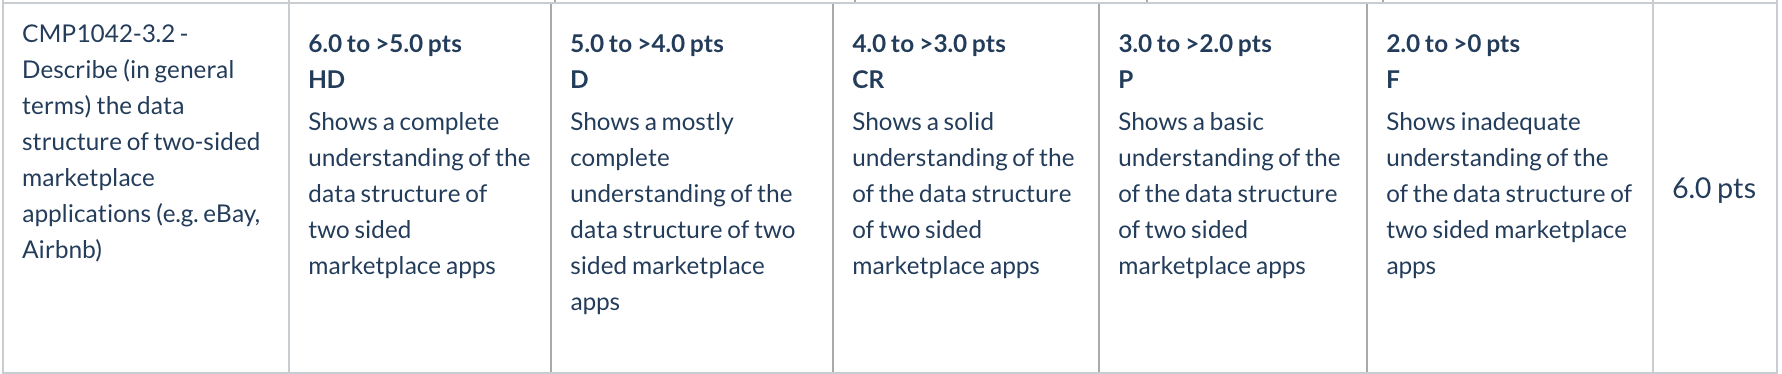 CMP1042-3.2 -
Describe (in general
terms) the data
structure of two-sided
marketplace
applications (e.g. eBay,
Airbnb)
6.0 to >5.0 pts
HD
Shows a complete
understanding of the
data structure of
two sided
marketplace apps
5.0 to >4.0 pts
D
Shows a mostly
complete
understanding of the
data structure of two
sided marketplace
apps
4.0 to >3.0 pts
CR
Shows a solid
understanding of the
of the data structure
of two sided
marketplace apps
3.0 to >2.0 pts
P
Shows a basic
understanding of the
of the data structure
of two sided
marketplace apps
2.0 to >0 pts
F
Shows inadequate
understanding of the
of the data structure of
two sided marketplace
apps
6.0 pts